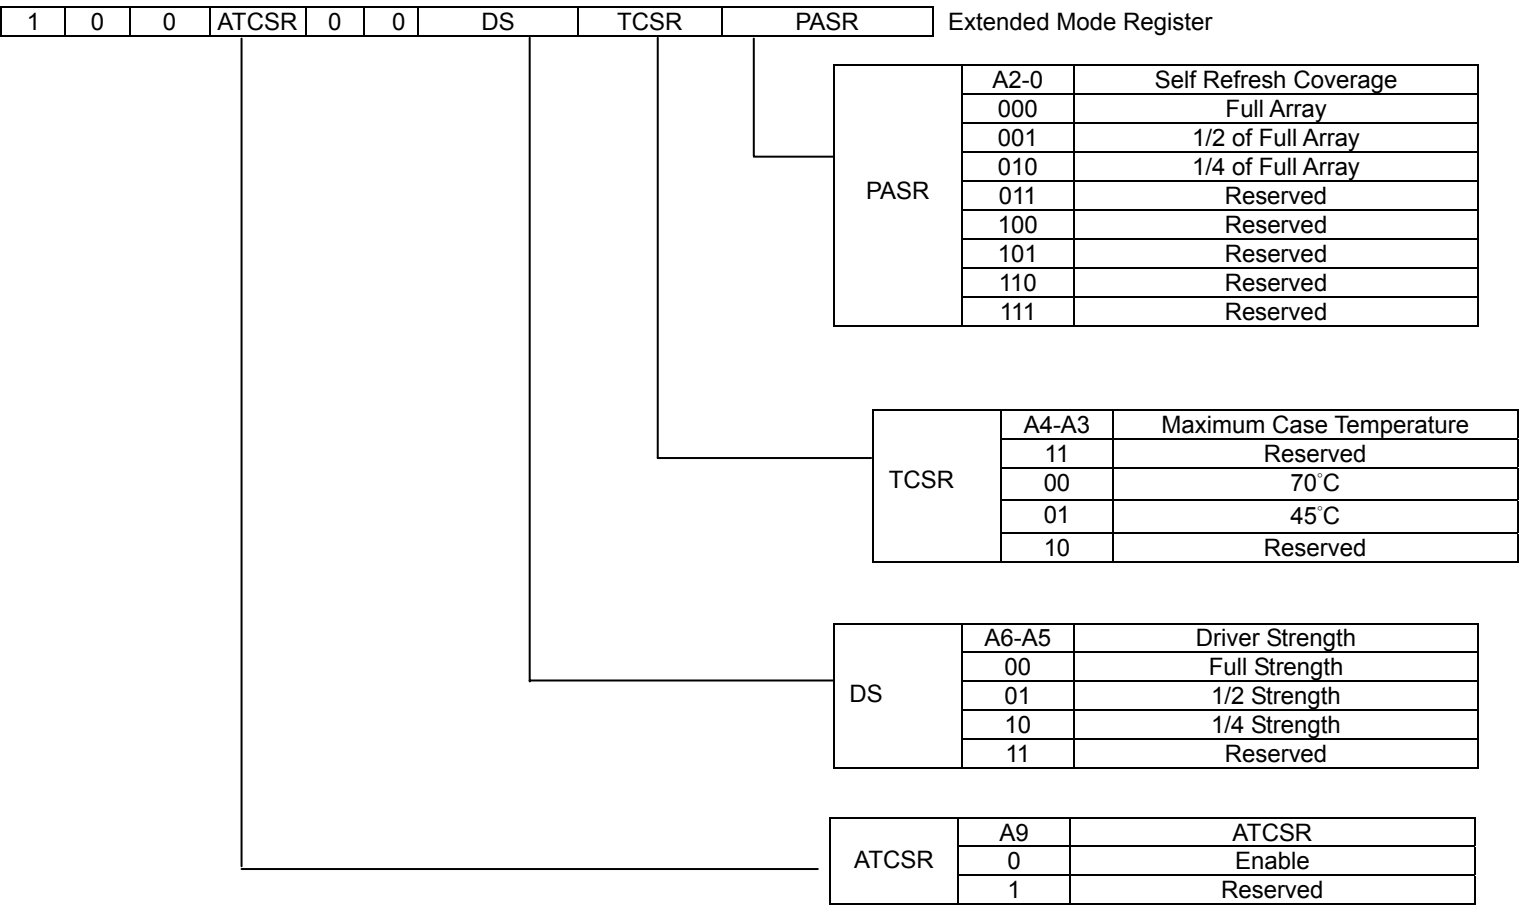 1 0 0 ATCSR 0 0 DS TCSR PASR Extended Mode Register
PASR
A2-0 Self Refresh Coverage
000 Full Array
001 1/2 of Full Array
010 1/4 of Full Array
011 Reserved
100 Reserved
101 Reserved
110 Reserved
111 Reserved
TCSR
A4-A3 Maximum Case Temperature
11 Reserved
00 70°C
01 45°C
10 Reserved
DS
A6-A5 Driver Strength
00 Full Strength
01 1/2 Strength
10 1/4 Strength
11 Reserved
ATCSR
A9 ATCSR
0 Enable
1 Reserved